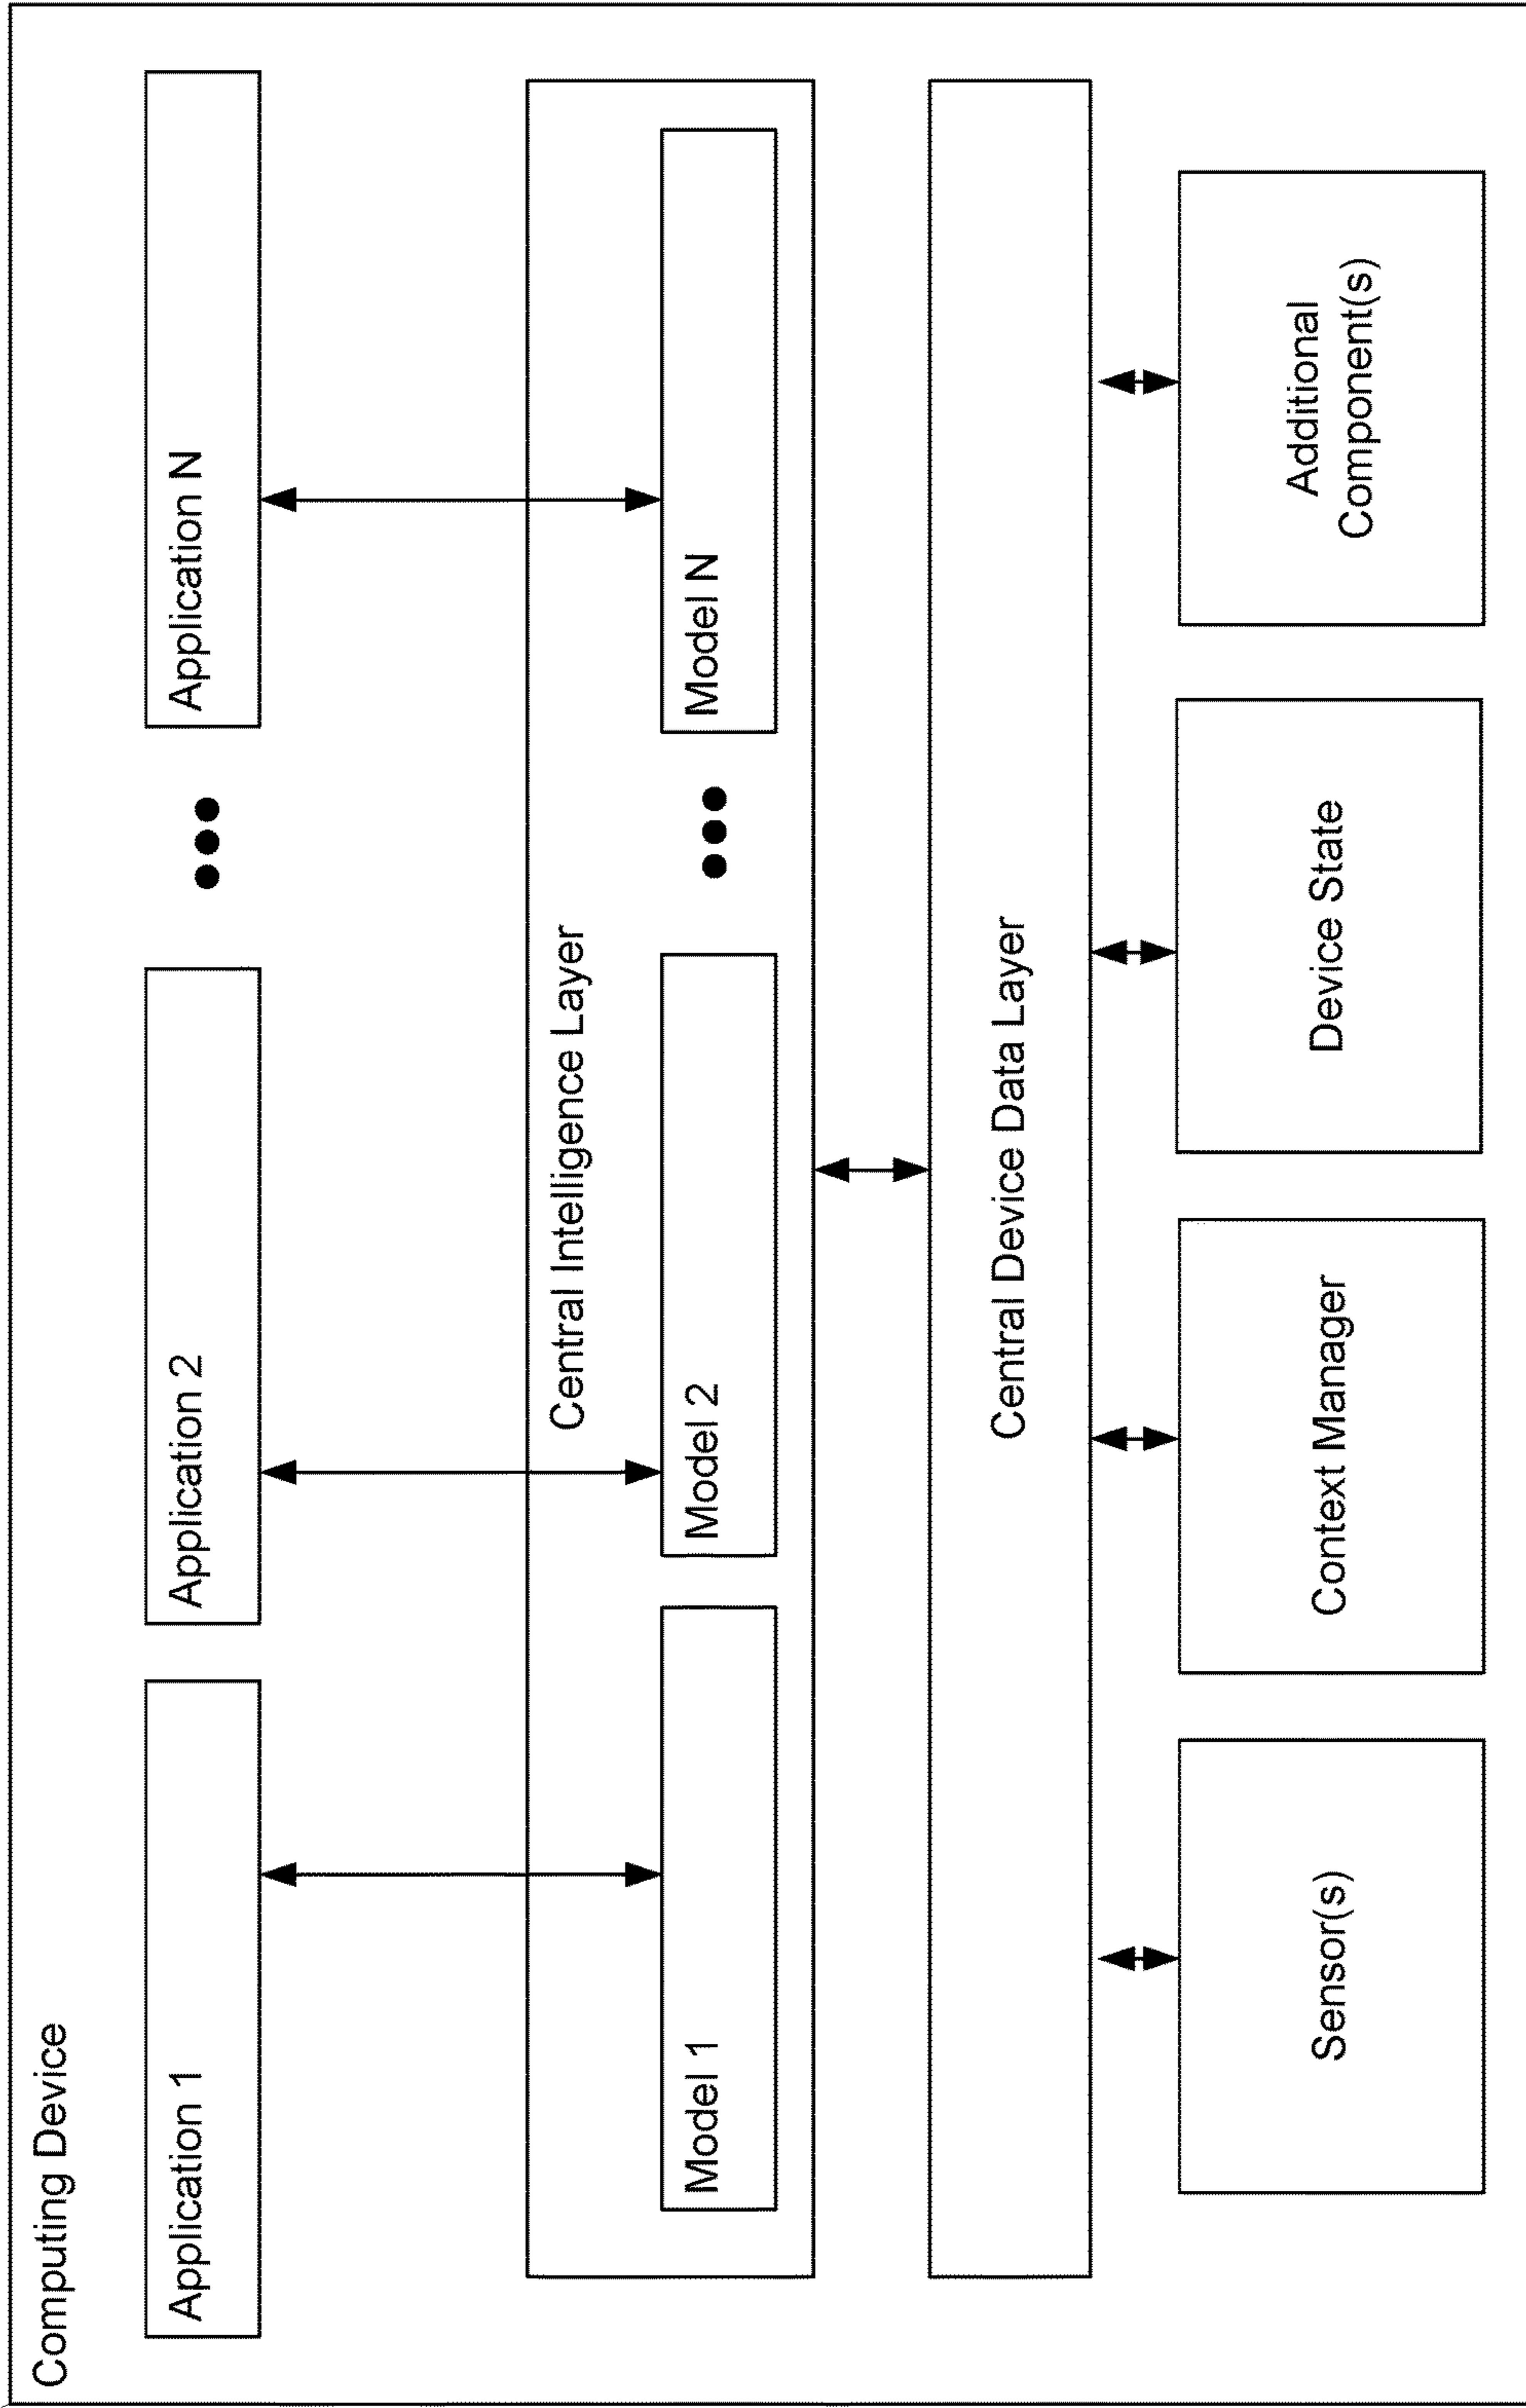 Computing Device
Application 1
Application 2
Application N
Central Intelligence Layer
Model 1
Model 2
Model N
Central Device Data Layer
Sensor(s)
Context Manager
Device State
Additional
Component(s)